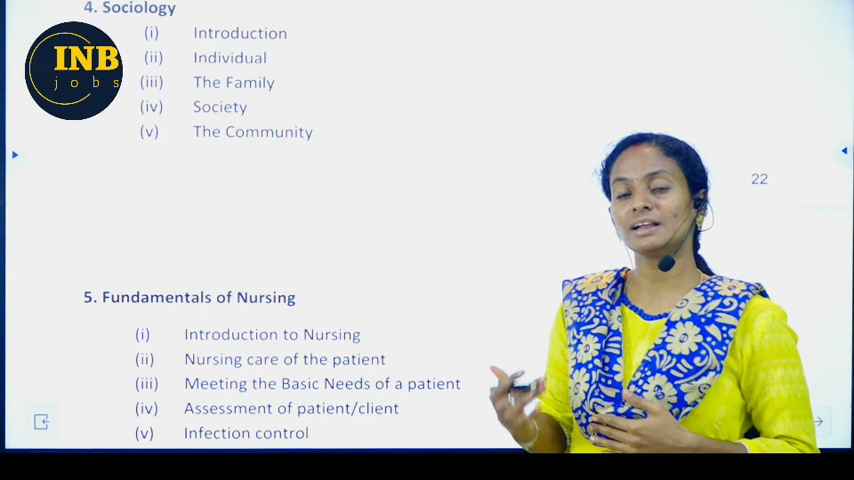 4. Sociology
INB
jobs
(i) Introduction
(ii) Individual
(iii) The Family
(iv) Society
(v) The Community
22
5. Fundamentals of Nursing
(i) Introduction to Nursing
(ii) Nursing care of the patient
(iii) Meeting the Basic Needs of a patient
(iv) Assessment of patient/client
(v) Infection control